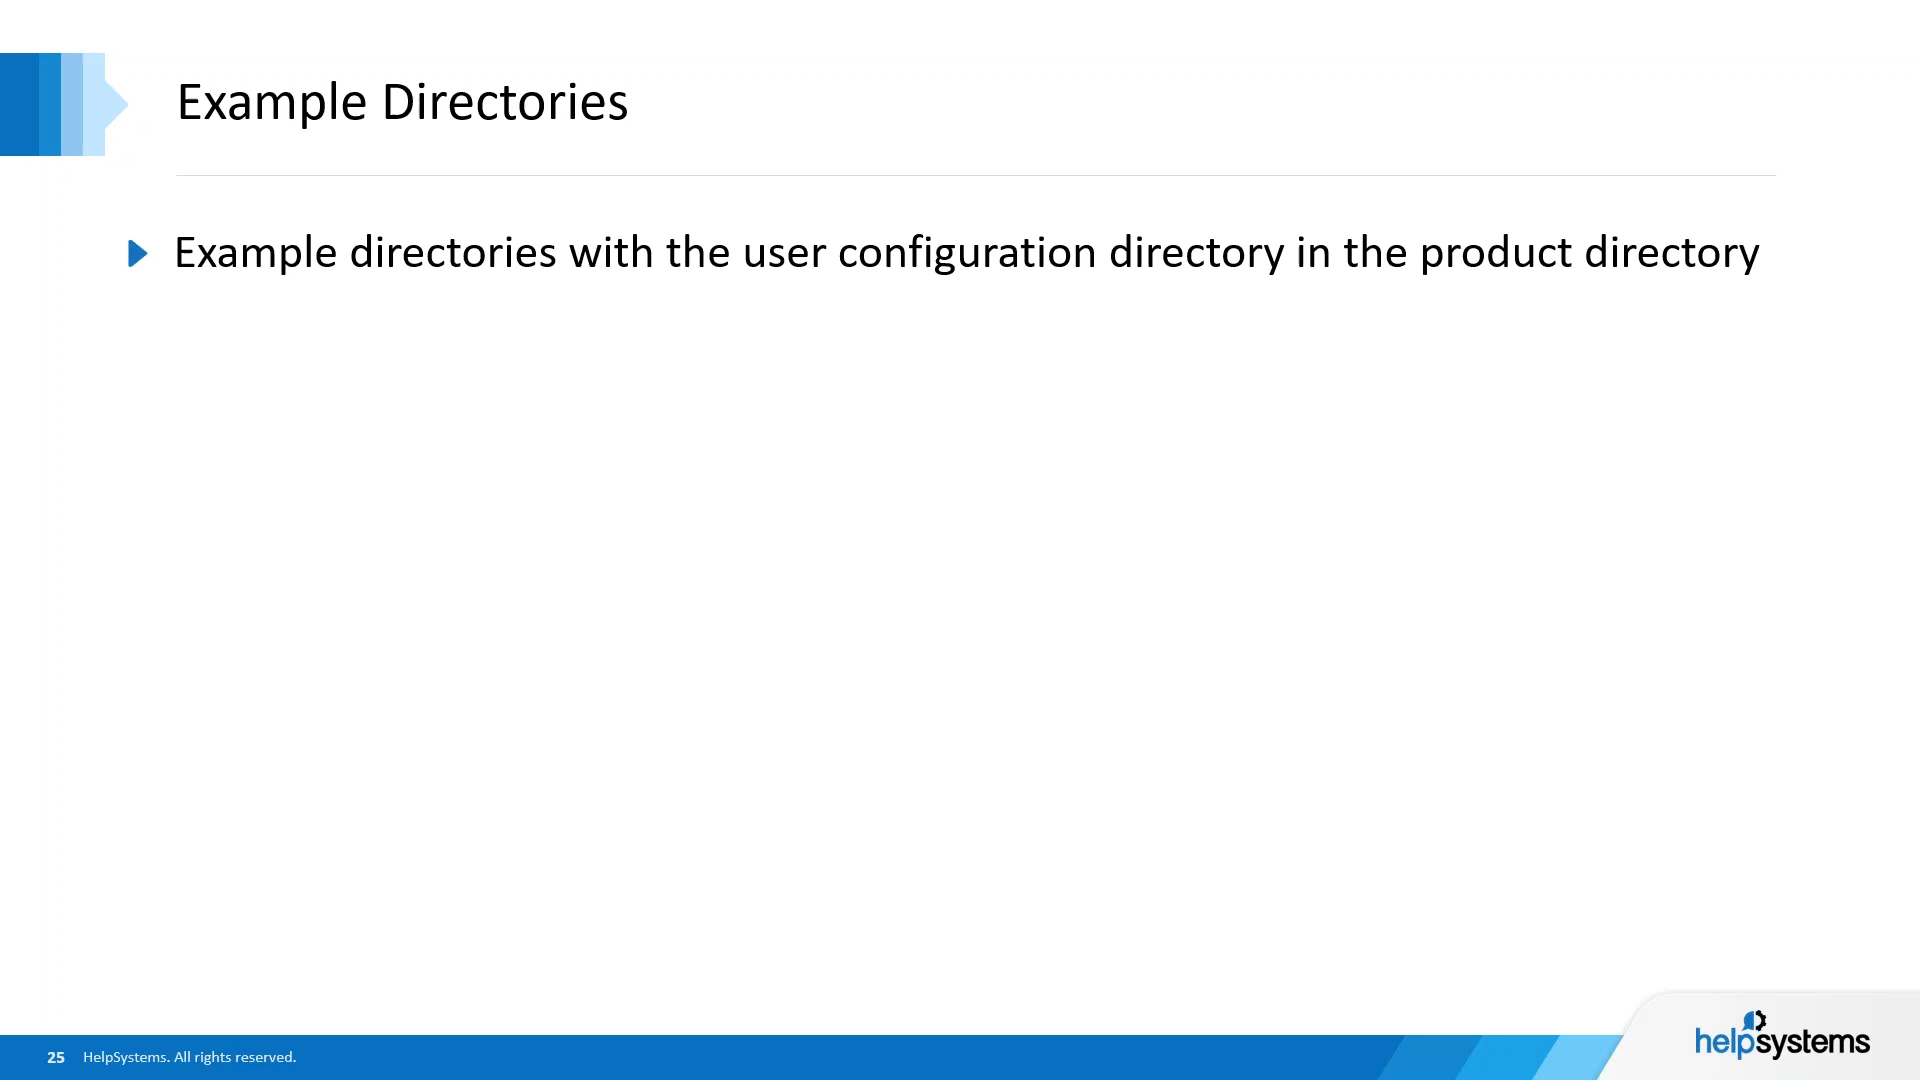 Example Directories
Example directories with the user configuration directory in the product directory
25 HelpSystems. All rights reserved.
helpsystems